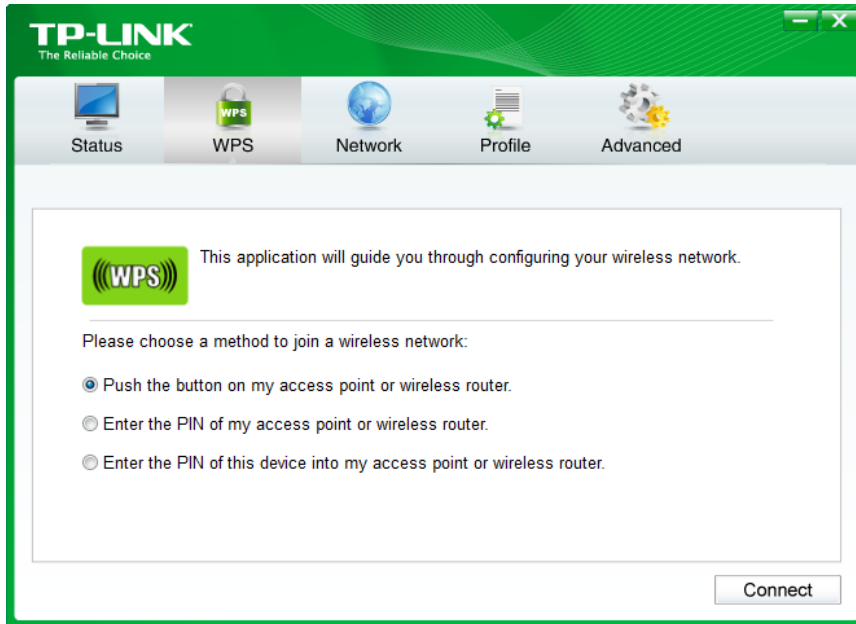 TP-LINK
The Reliable Choice
Status WPS Network Profile Advanced
WPS
(((WPS)))
This application will guide you through configuring your wireless network.
Please choose a method to join a wireless network:
Push the button on my access point or wireless router.
Enter the PIN of my access point or wireless router.
Enter the PIN of this device into my access point or wireless router.
Connect